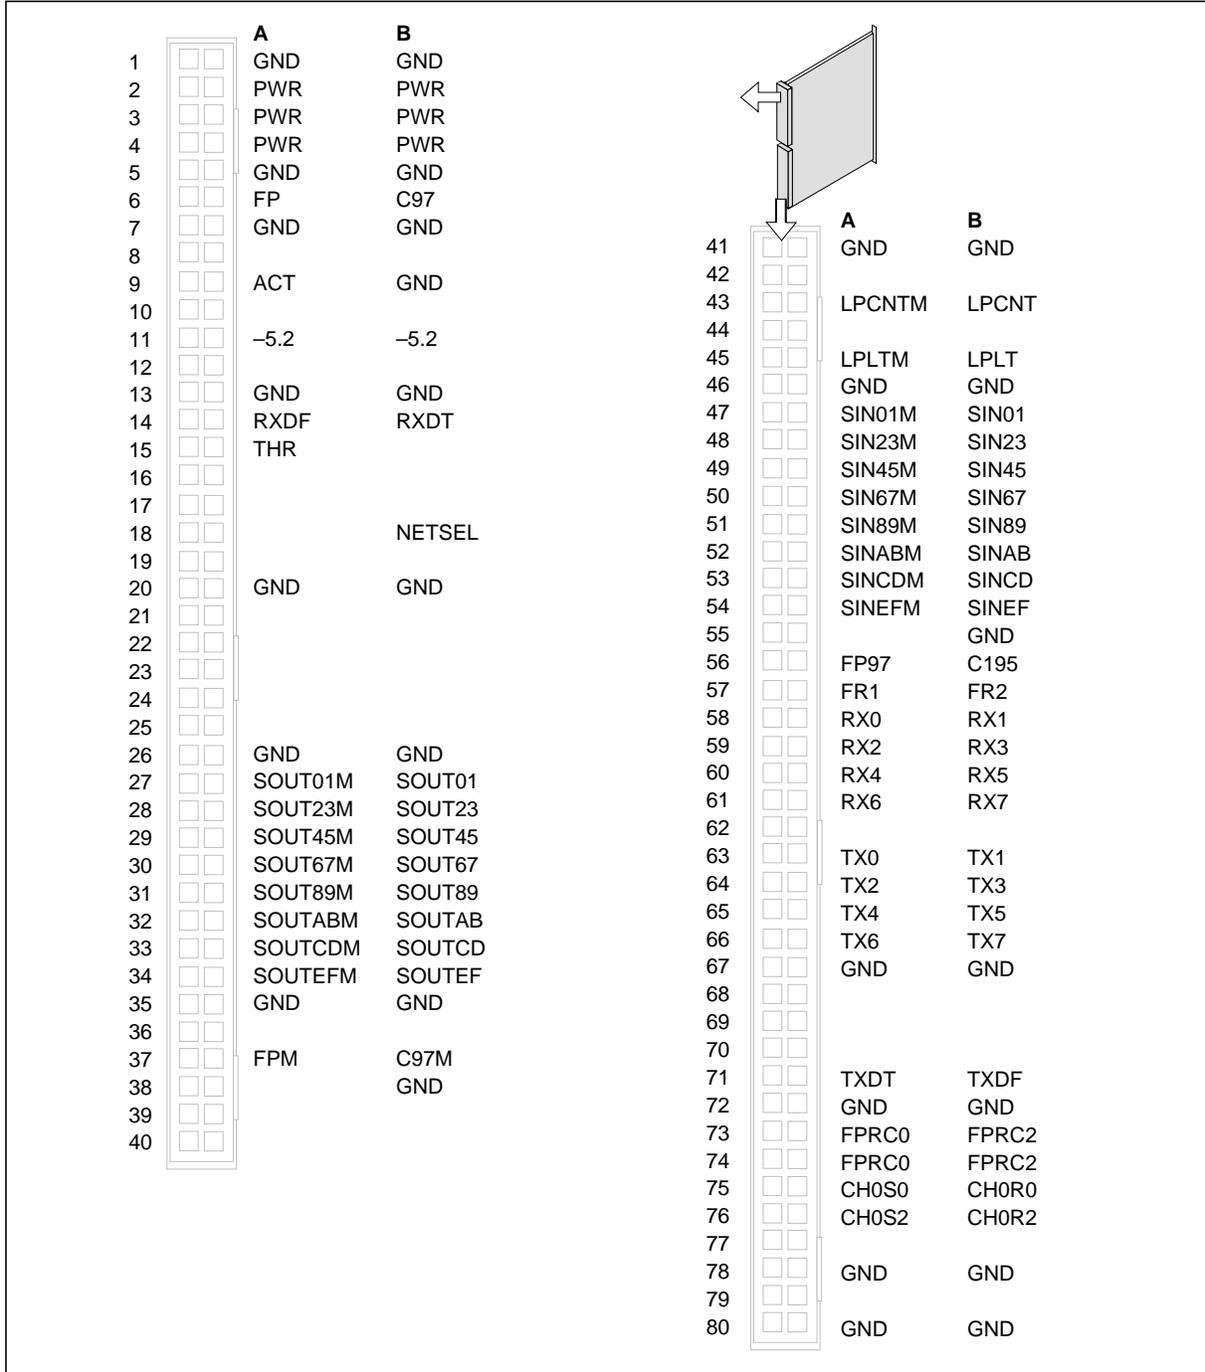 A B
1 GND GND
2 PWR PWR
3 PWR PWR
4 PWR PWR
5 GND GND
6 FP C97
7 GND GND
8
9 ACT GND
10
11 –5.2 –5.2
12
13 GND GND
14 RXDF RXDT
15 THR
16
17
18 NETSEL
19
20 GND GND
21
22
23
24
25
26 GND GND
27 SOUT01M SOUT01
28 SOUT23M SOUT23
29 SOUT45M SOUT45
30 SOUT67M SOUT67
31 SOUT89M SOUT89
32 SOUTABM SOUTAB
33 SOUTCDM SOUTCD
34 SOUTEFM SOUTEF
35 GND GND
36
37 FPM C97M
38 GND
39
40
A B
41 GND GND
42
43 LPCNTM LPCNT
44
45 LPLTM LPLT
46 GND GND
47 SIN01M SIN01
48 SIN23M SIN23
49 SIN45M SIN45
50 SIN67M SIN67
51 SIN89M SIN89
52 SINABM SINAB
53 SINCDM SINCD
54 SINEFM SINEF
55 GND
56 FP97 C195
57 FR1 FR2
58 RX0 RX1
59 RX2 RX3
60 RX4 RX5
61 RX6 RX7
62
63 TX0 TX1
64 TX2 TX3
65 TX4 TX5
66 TX6 TX7
67 GND GND
68
69
70
71 TXDT TXDF
72 GND GND
73 FPRC0 FPRC2
74 FPRC0 FPRC2
75 CH0S0 CH0R0
76 CH0S2 CH0R2
77
78 GND GND
79
80 GND GND